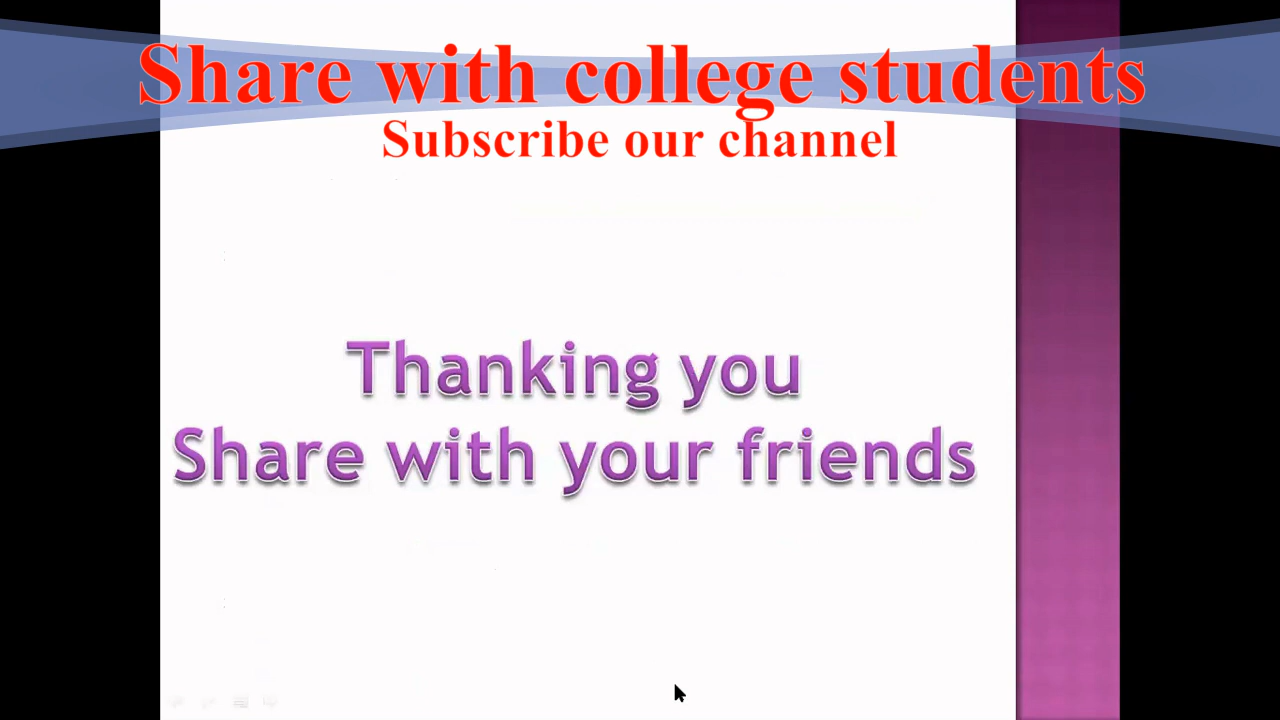 Share with college students
Subscribe our channel
Thanking you
Share with your friends